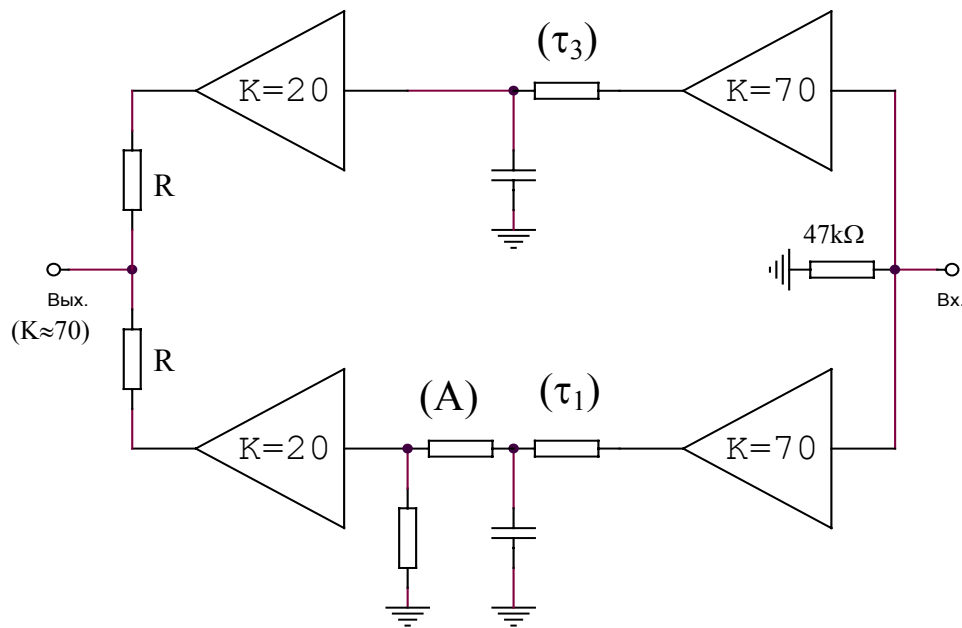 (τ₃)
K=20
K=70
R
47kΩ
Вых.
Вх.
(K≈70)
R
(A)
(τ₁)
K=20
K=70